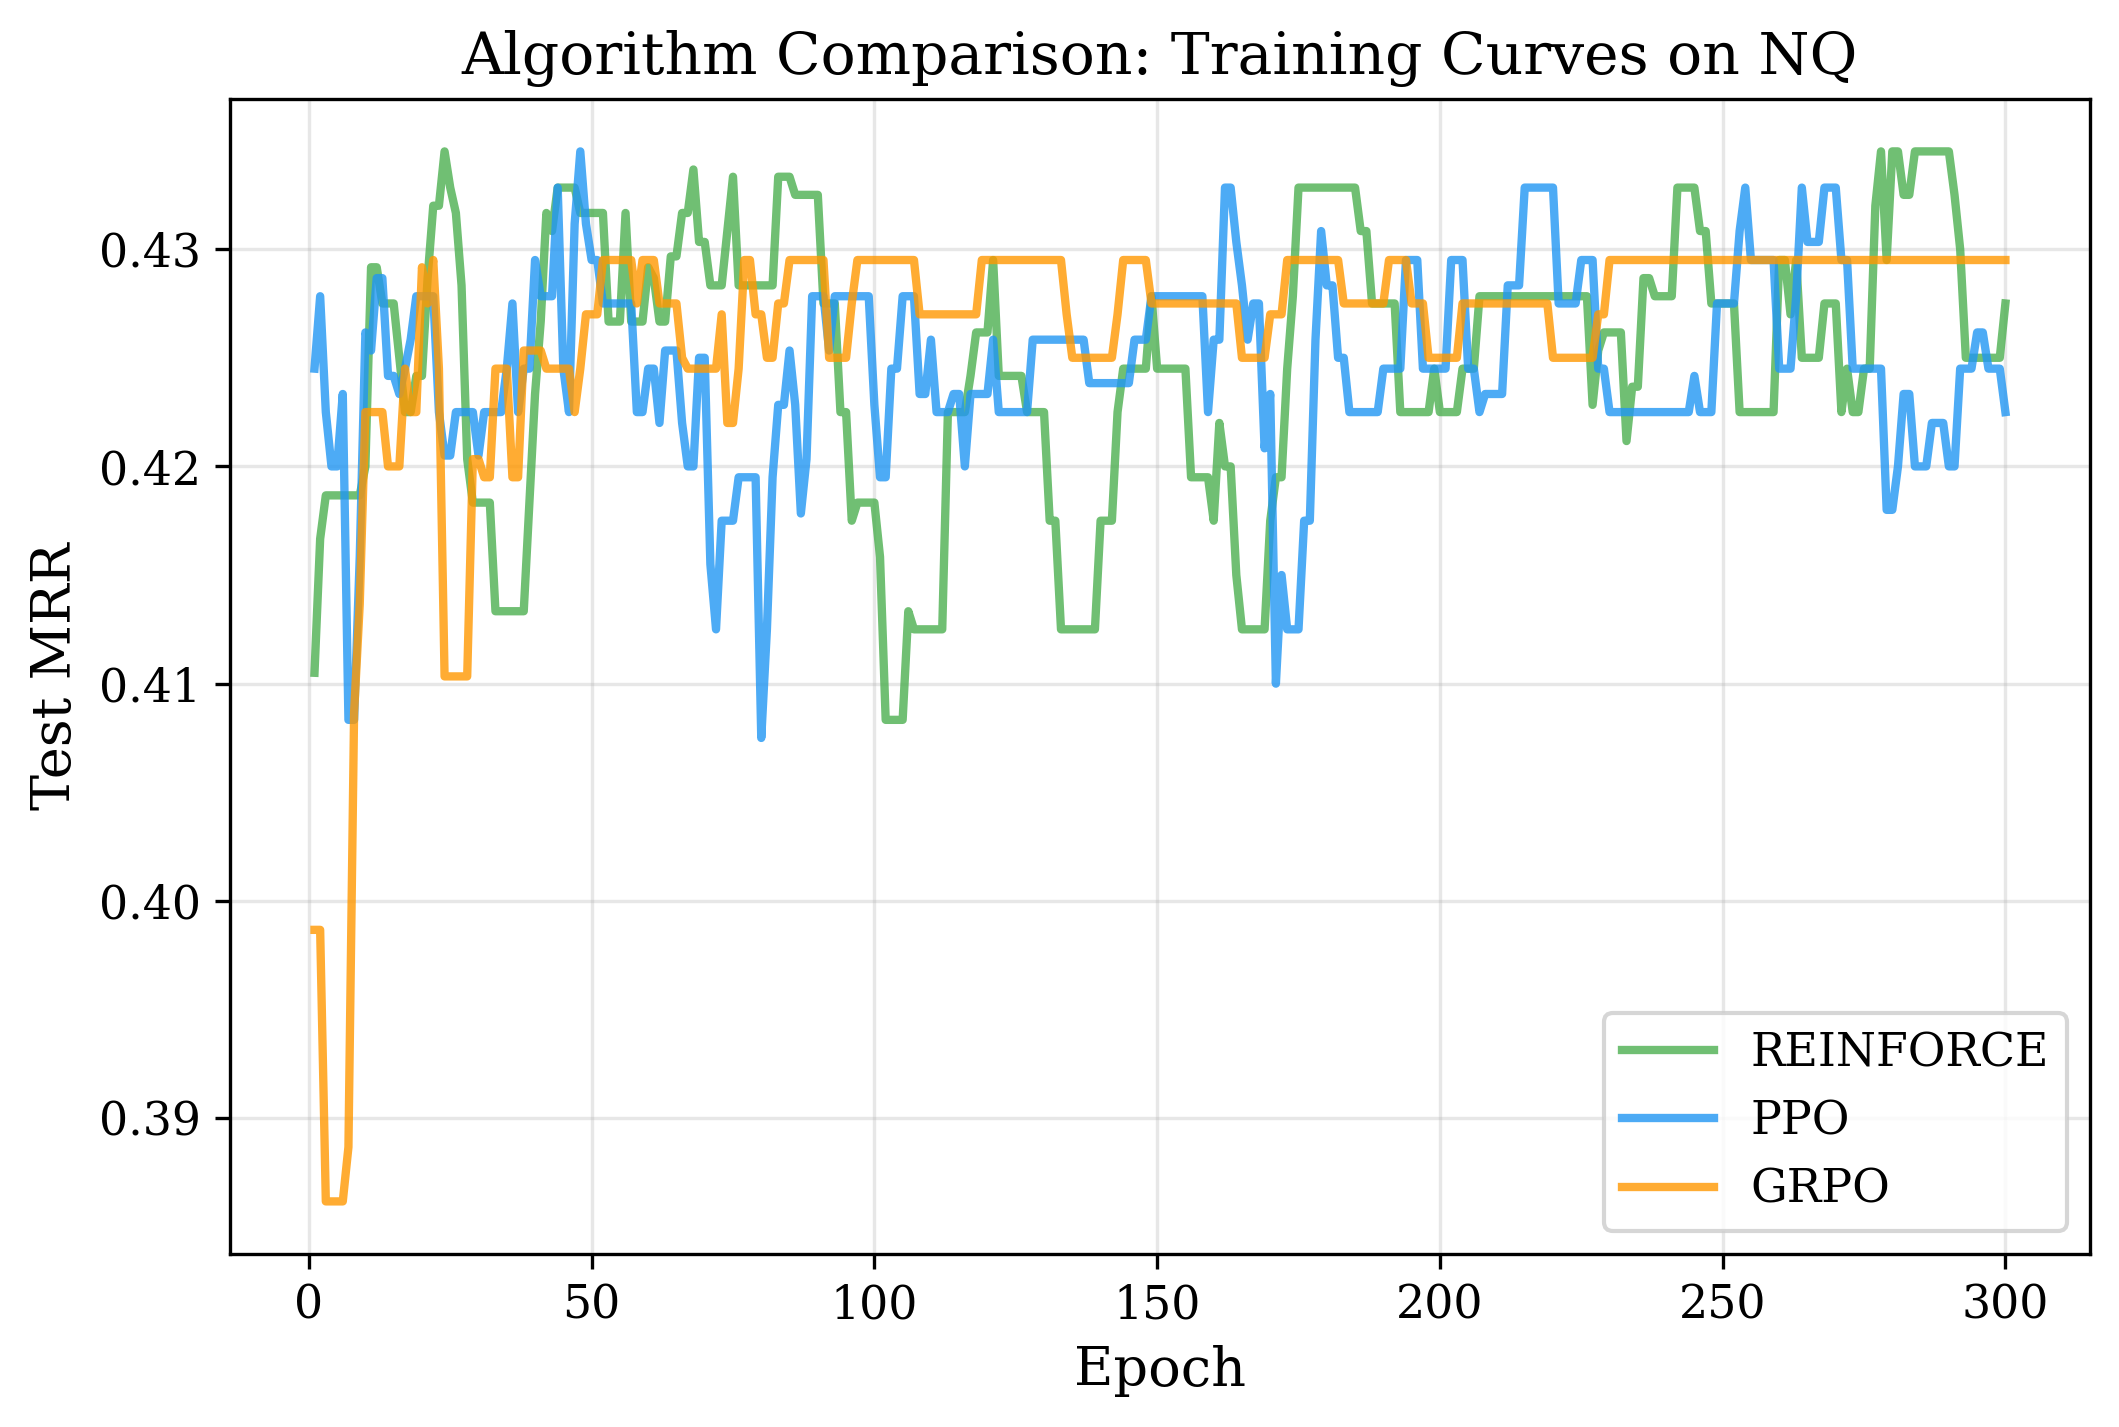 Algorithm Comparison: Training Curves on NQ
Test MRR
0.43
0.42
0.41
0.40
0.39
0
50
100
150
200
250
300
Epoch
REINFORCE
PPO
GRPO